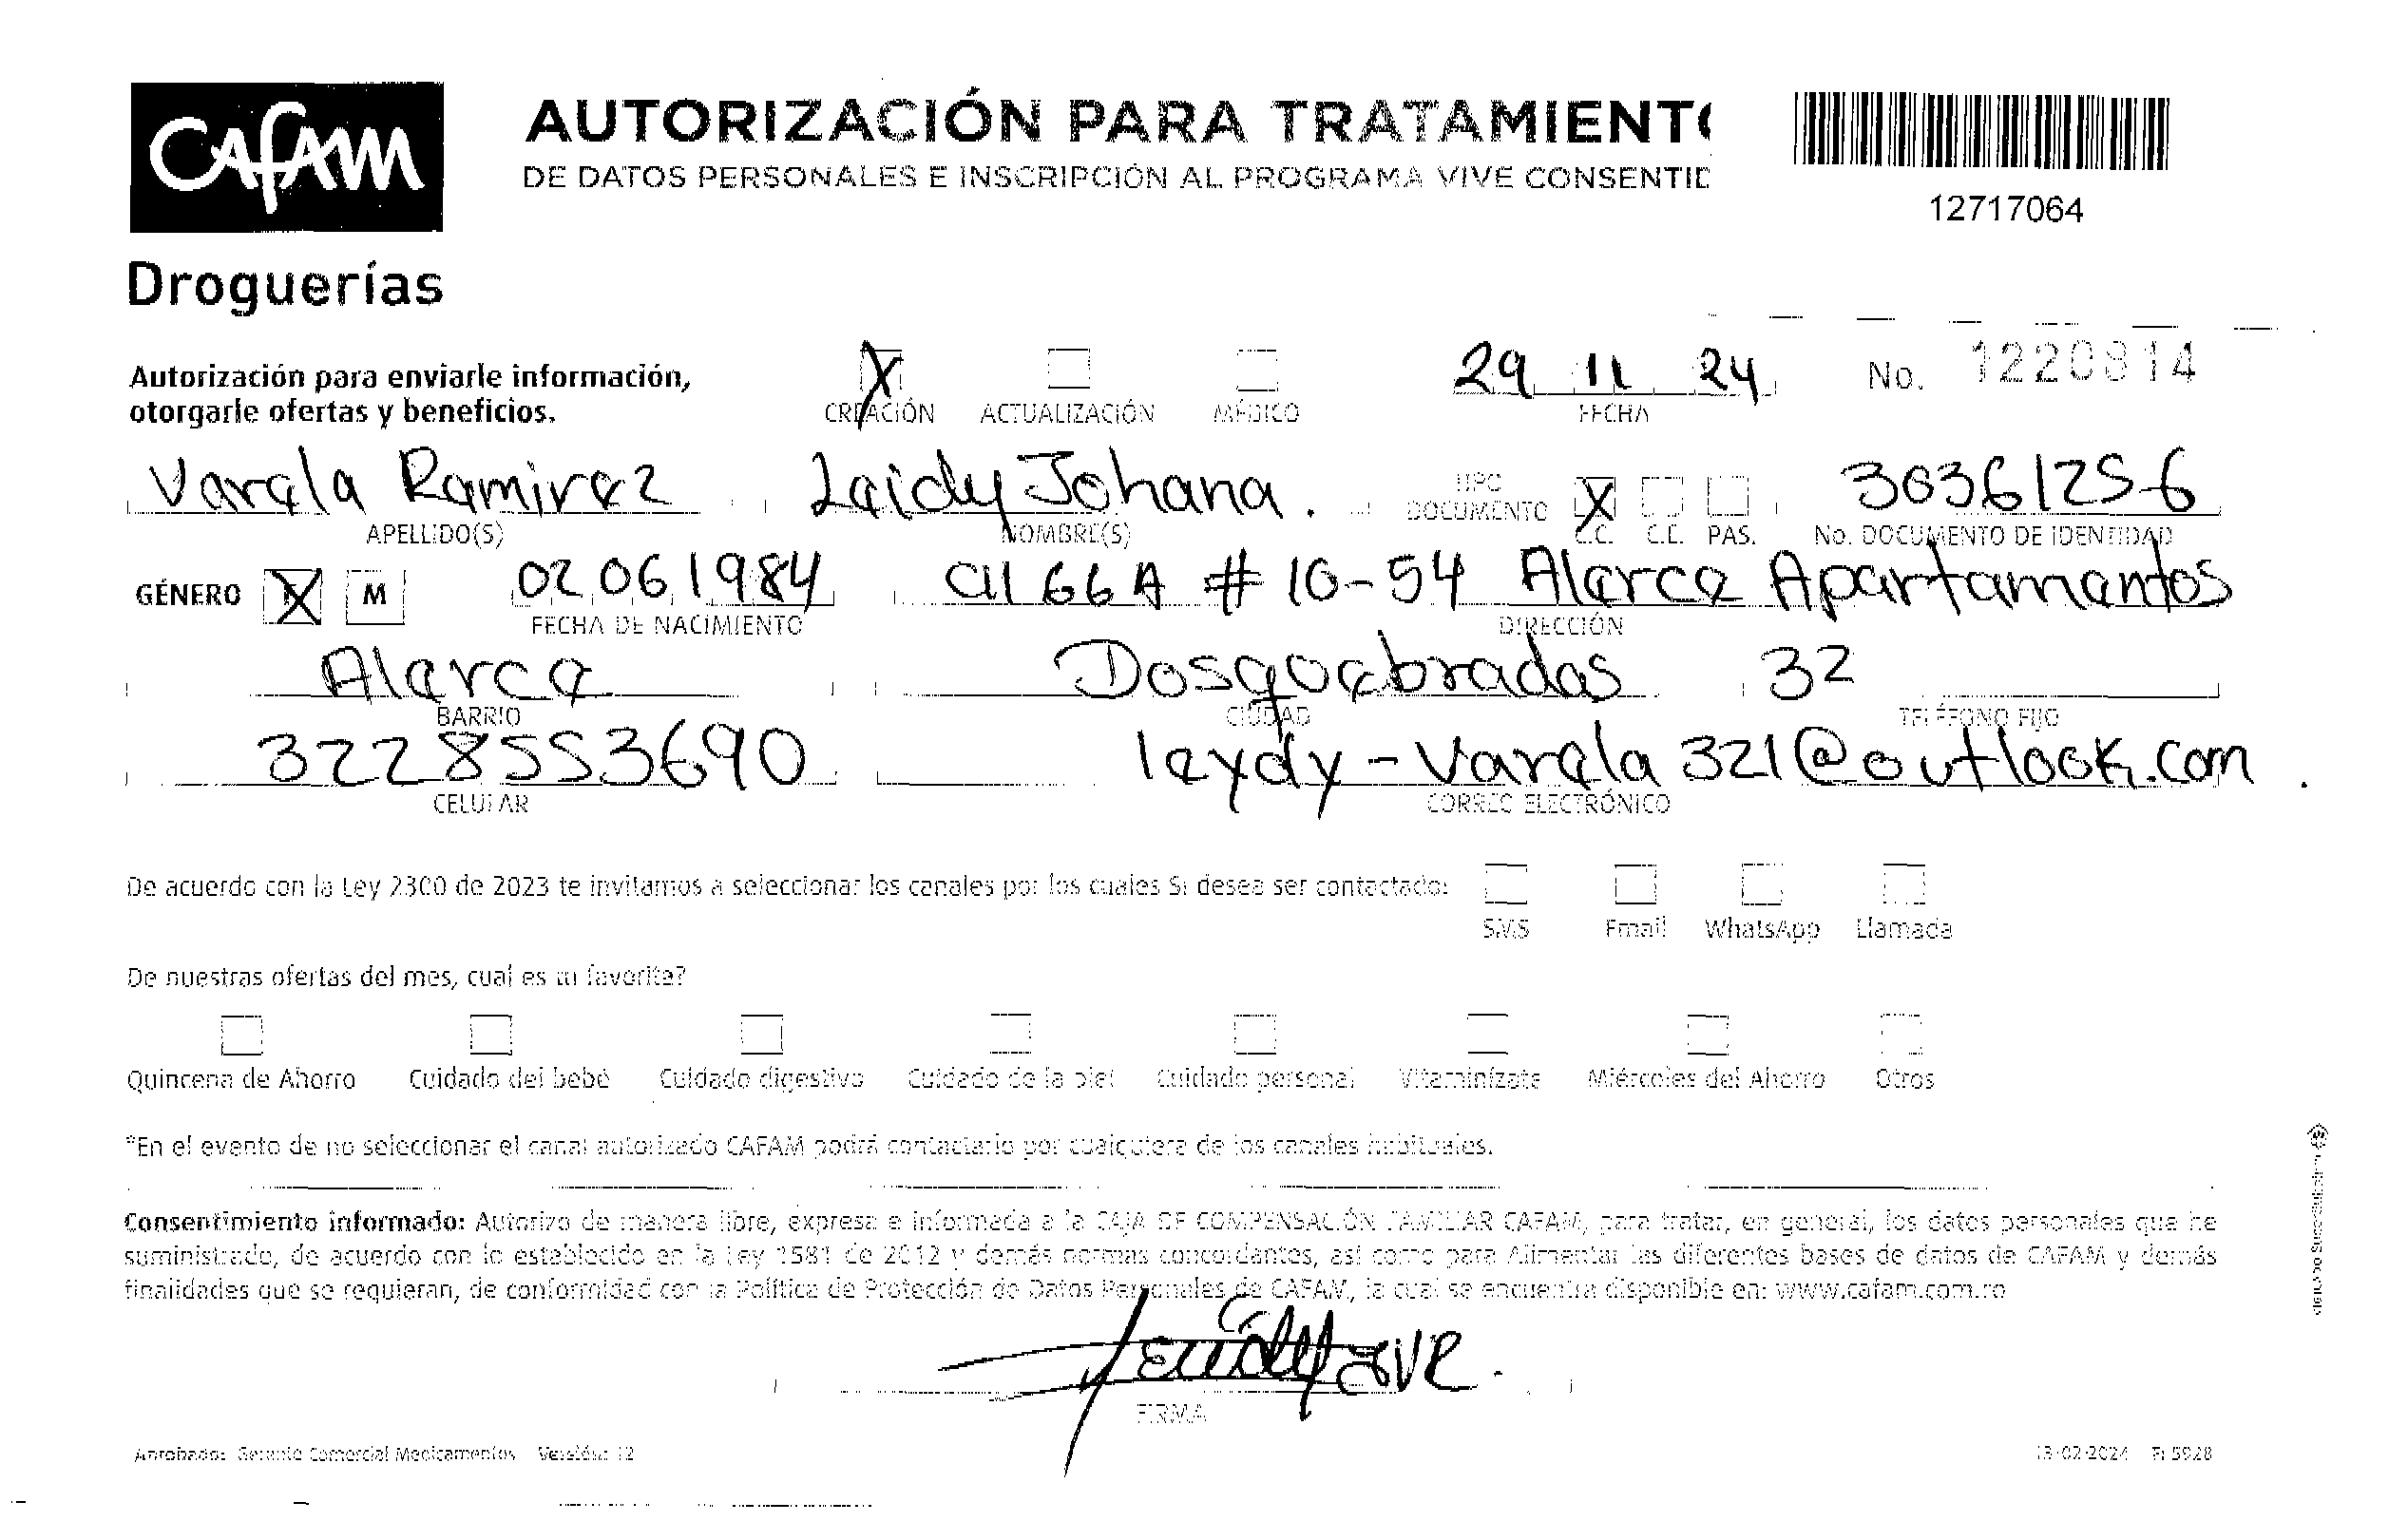 CAFAM
AUTORIZACIÓN PARA TRATAMIENTO
DE DATOS PERSONALES E INSCRIPCIÓN AL PROGRAMA VIVE CONSENTID
12717064
Droguerías
Autorización para enviarle información,
otorgarle ofertas y beneficios.
X
CREACIÓN ACTUALIZACIÓN MÉDICO
29 11 24
FECHA
No. 1220814
Varela Ramirez Leidy Johana. TIPO DOCUMENTO X 30361256
APELLIDO(S) NOMBRE(S) C.C. C.E. PAS. No. DOCUMENTO DE IDENTIDAD
GÉNERO X M 02 06 1984 Cll 66A # 10-54 Alerce Apartamentos
FECHA DE NACIMIENTO DIRECCIÓN
Alerce Dosquebradas 32
BARRIO CIUDAD TELÉFONO FIJO
3228553690 leydy-varela321@outlook.com.
CELULAR CORREO ELECTRÓNICO
De acuerdo con la Ley 2300 de 2023 te invitamos a seleccionar los canales por los cuales Si desea ser contactado:
SMS Email WhatsApp Llamada
De nuestras ofertas del mes, cual es tu favorita?
Quincena de Ahorro Cuidado del bebé Cuidado digestivo Cuidado de la piel Cuidado personal Vitaminízate Miércoles del Ahorro Otros
*En el evento de no seleccionar el canal autorizado CAFAM podrá contactarlo por cualquiera de los canales habituales.
Consentimiento informado: Autorizo de manera libre, expresa e informada a la CAJA DE COMPENSACIÓN FAMILIAR CAFAM, para tratar, en general, los datos personales que he
suministrado, de acuerdo con lo establecido en la Ley 1581 de 2012 y demás normas concordantes, así como para Alimentar las diferentes bases de datos de CAFAM y demás
finalidades que se requieran, de conformidad con la Política de Protección de Datos Personales de CAFAM, la cual se encuentra disponible en: www.cafam.com.co
FIRMA
Aprobado: Gerente Comercial Medicamentos Versión: 12
13-02-2024 F: 5928